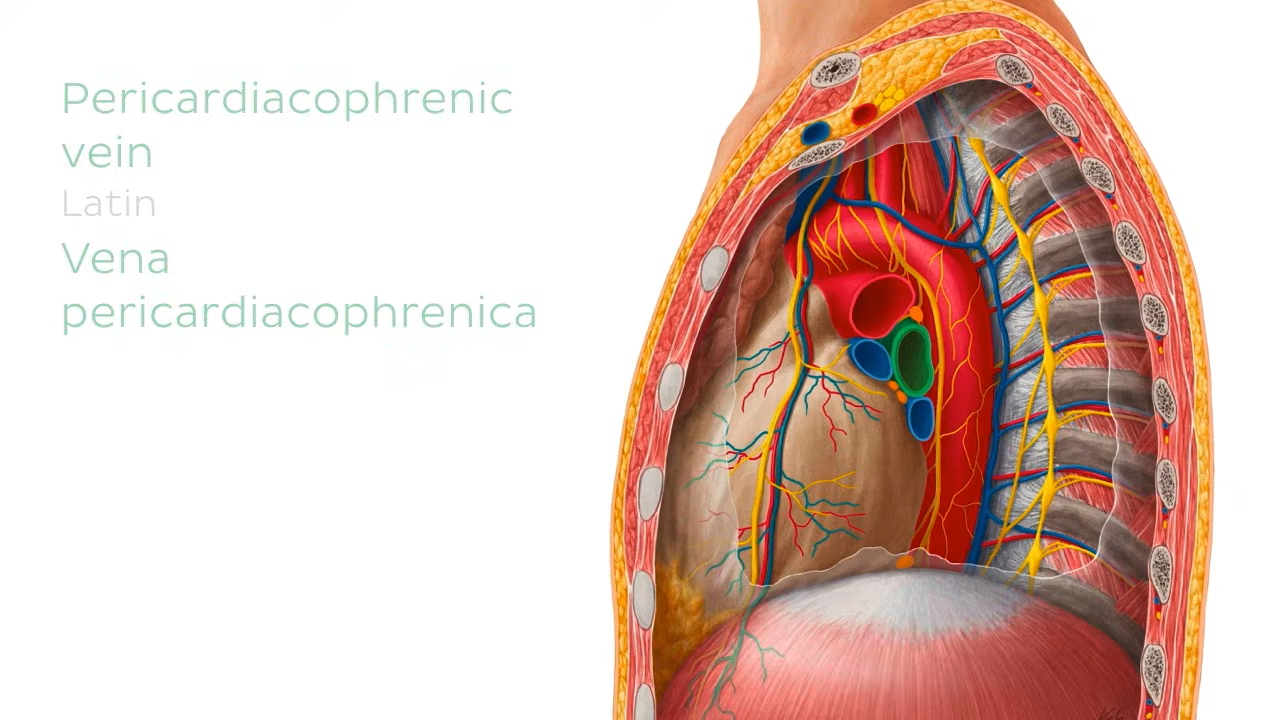 Pericardiacophrenic
vein
Latin
Vena
pericardiacophrenica